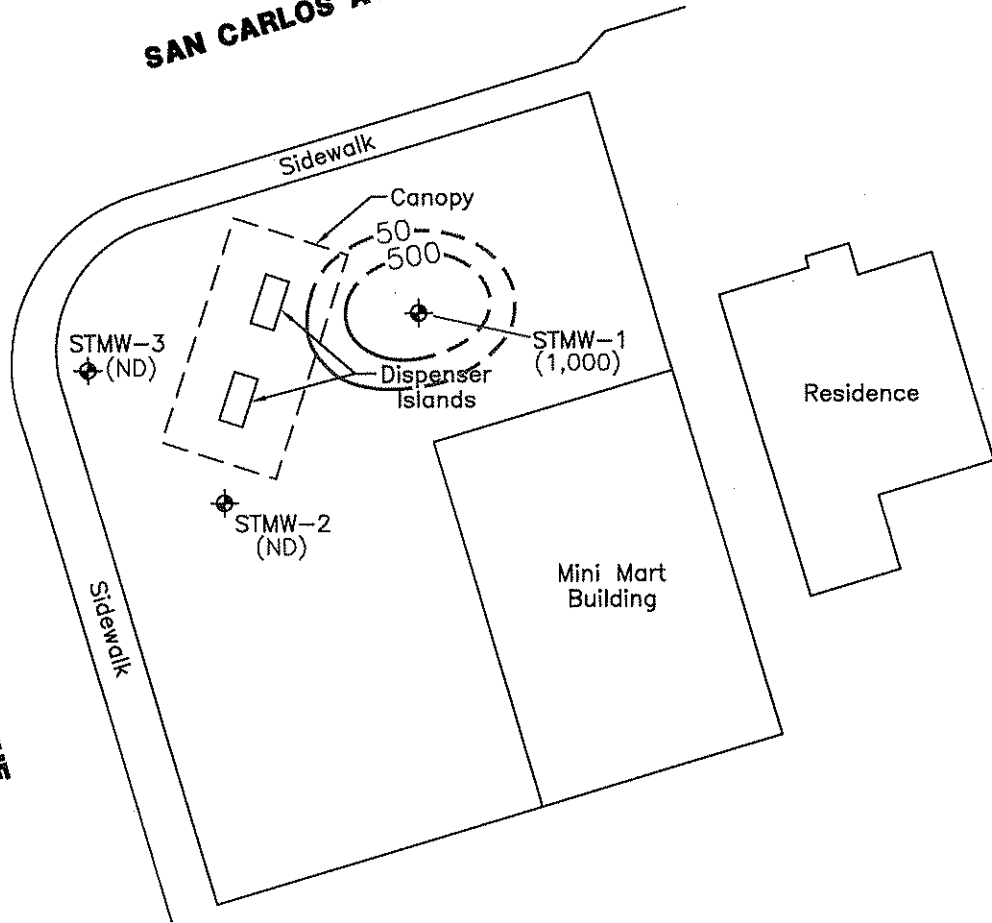 SAN CARLOS
Sidewalk
Canopy
50
500
STMW-3
(ND)
STMW-1
(1,000)
Dispenser
Islands
Residence
STMW-2
(ND)
Mini Mart
Building
Sidewalk